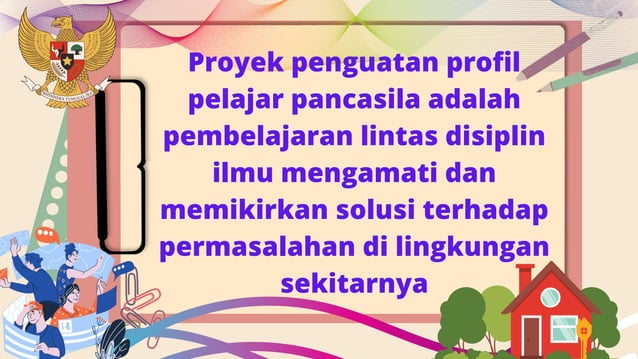 Proyek penguatan profil
pelajar pancasila adalah
pembelajaran lintas disiplin
ilmu mengamati dan
memikirkan solusi terhadap
permasalahan di lingkungan
sekitarnya